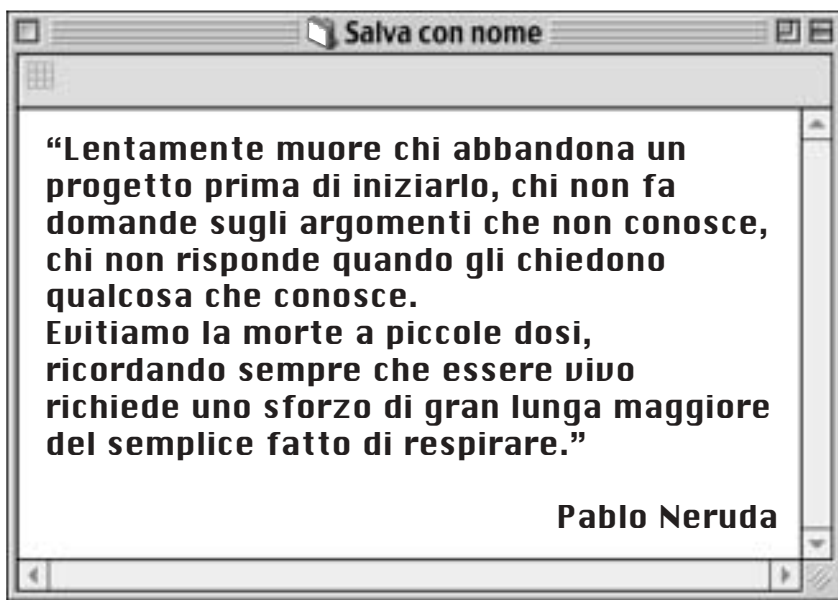 Salva con nome
“Lentamente muore chi abbandona un
progetto prima di iniziarlo, chi non fa
domande sugli argomenti che non conosce,
chi non risponde quando gli chiedono
qualcosa che conosce.
Evitiamo la morte a piccole dosi,
ricordando sempre che essere vivo
richiede uno sforzo di gran lunga maggiore
del semplice fatto di respirare.”
Pablo Neruda